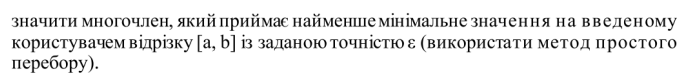 значити многочлен, який приймає найменше мінімальне значення на введеному
користувачем відрізку [a, b] із заданою точністю ε (використати метод простого
перебору).